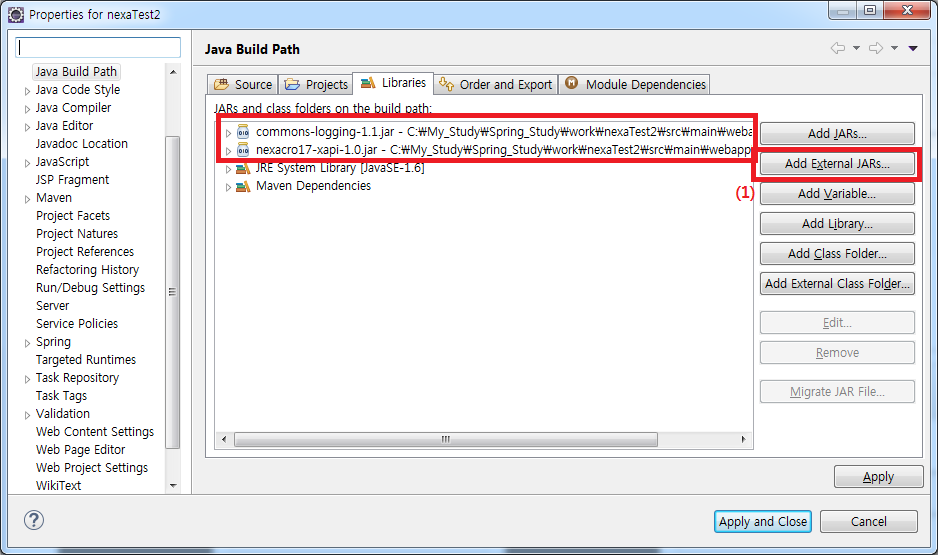 Properties for nexaTest2
Java Build Path
Java Build Path
Java Code Style
Java Compiler
Java Editor
Javadoc Location
JavaScript
JSP Fragment
Maven
Project Facets
Project Natures
Project References
Refactoring History
Run/Debug Settings
Server
Service Policies
Spring
Targeted Runtimes
Task Repository
Task Tags
Validation
Web Content Settings
Web Page Editor
Web Project Settings
WikiText
Source Projects Libraries Order and Export Module Dependencies
JARs and class folders on the build path:
commons-logging-1.1.jar - C:₩My_Study₩Spring_Study₩work₩nexaTest2₩src₩main₩weba
nexacro17-xapi-1.0.jar - C:₩My_Study₩Spring_Study₩work₩nexaTest2₩src₩main₩webapp
JRE System Library [JavaSE-1.6]
Maven Dependencies
(1)
Add JARs...
Add External JARs...
Add Variable...
Add Library...
Add Class Folder...
Add External Class Folder...
Edit...
Remove
Migrate JAR File...
Apply
Apply and Close Cancel